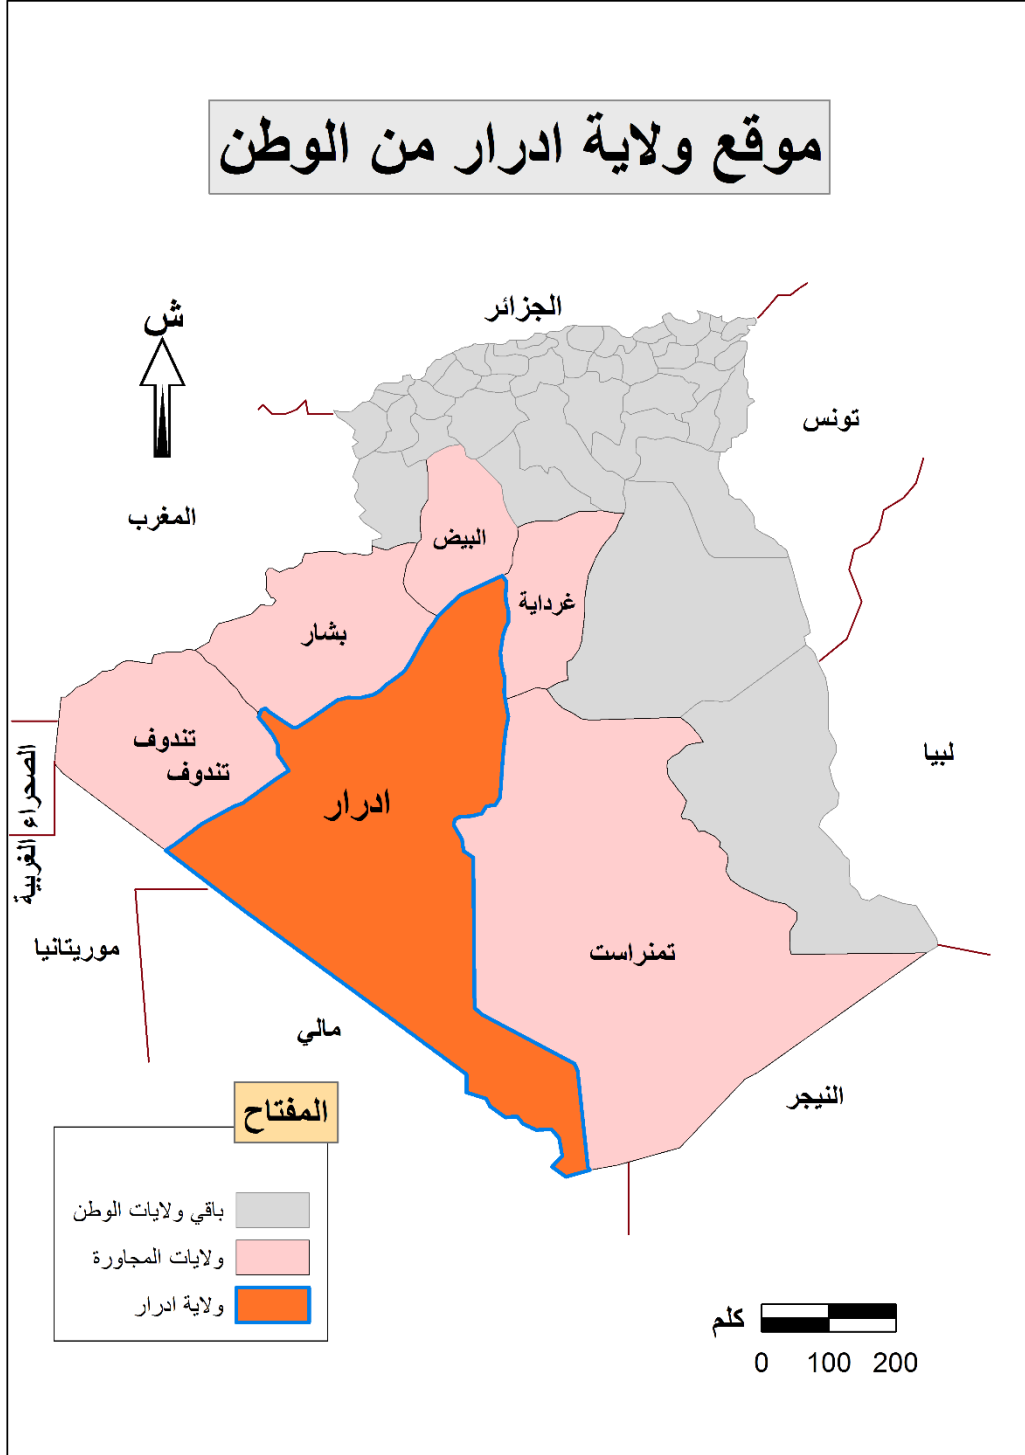 موقع ولاية ادرار من الوطن
الجزائر
ش
تونس
المغرب
البيض
غرداية
بشار
تندوف
تندوف
لبيا
ادرار
الصحراء الغربية
موريتانيا
تمنراست
مالي
النيجر
المفتاح
باقي ولايات الوطن
ولايات المجاورة
ولاية ادرار
كلم
0 100 200